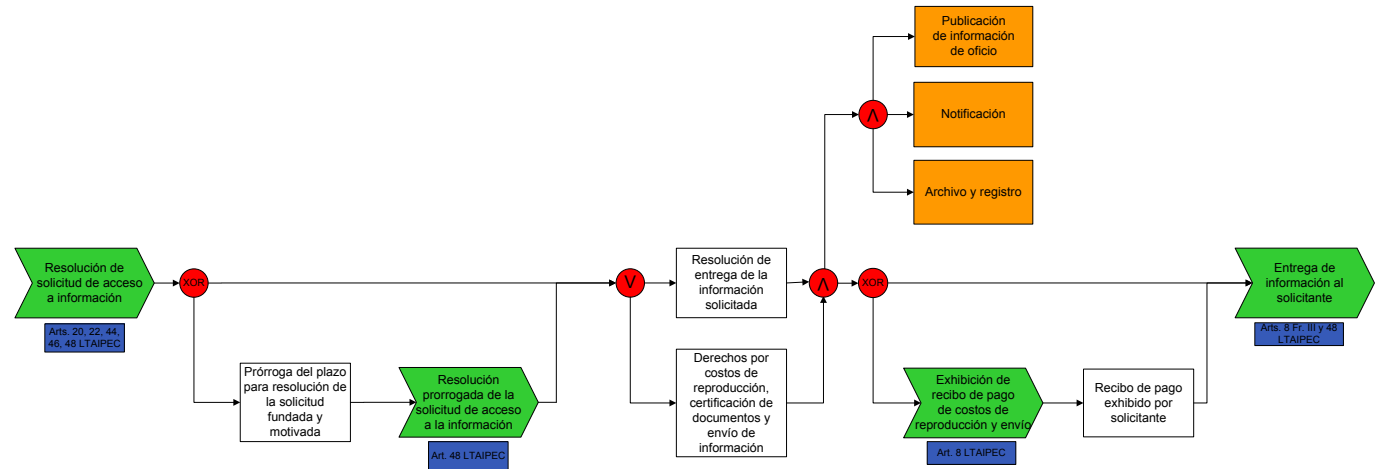 Publicación
de información
de oficio
Notificación
Archivo y registro
Resolución de
solicitud de acceso
a información
Arts. 20, 22, 44,
46, 48 LTAIPEC
XOR
Prórroga del plazo
para resolución de
la solicitud fundada y
motivada
Resolución
prorrogada de la
solicitud de acceso
a la información
Art. 48 LTAIPEC
V
Resolución de
entrega de la
información
solicitada
Derechos por
costos de
reproducción,
certificación de
documentos y
envío de
información
Λ
Λ
XOR
Exhibición de
recibo de pago
de costos de
reproducción y envío
Art. 8 LTAIPEC
Recibo de pago
exhibido por
solicitante
Entrega de
información al
solicitante
Arts. 8 Fr. III y 48
LTAIPEC